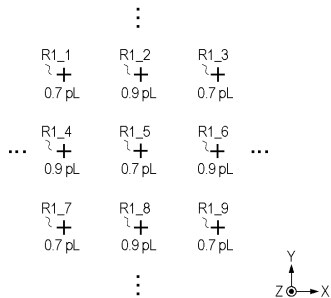 R1_1 R1_2 R1_3
0.7 pL 0.9 pL 0.7 pL
R1_4 R1_5 R1_6
0.9 pL 0.7 pL 0.9 pL
R1_7 R1_8 R1_9
0.7 pL 0.9 pL 0.7 pL
Y
Z X